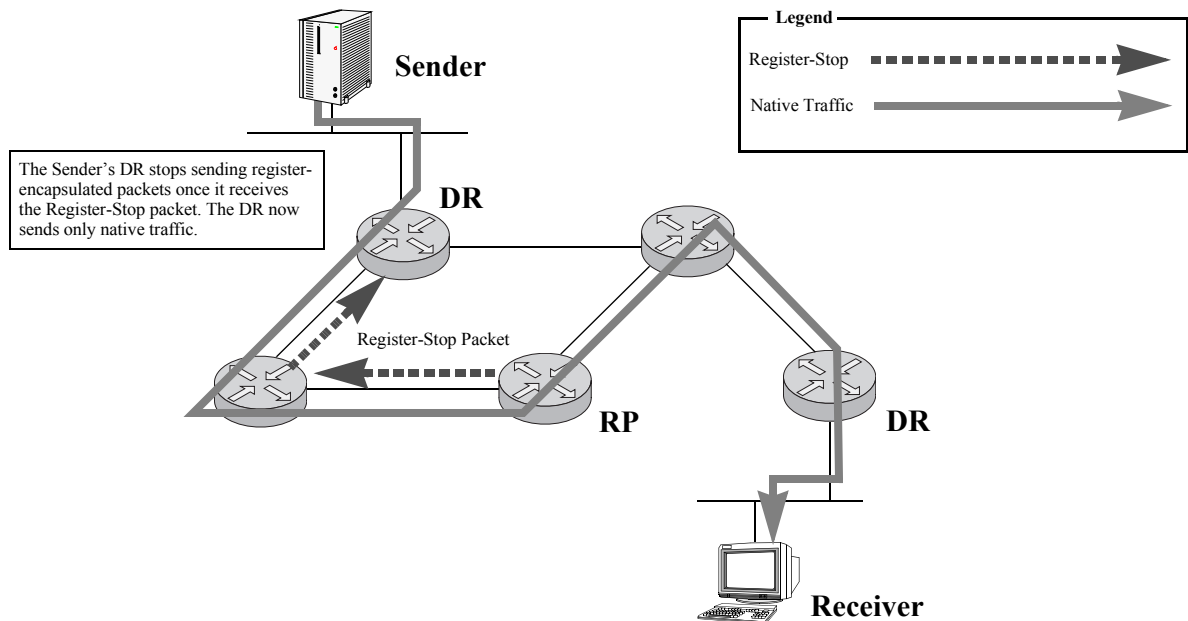 Legend
Register-Stop
Native Traffic
Sender
The Sender’s DR stops sending register-
encapsulated packets once it receives
the Register-Stop packet. The DR now
sends only native traffic.
DR
Register-Stop Packet
RP
DR
Receiver